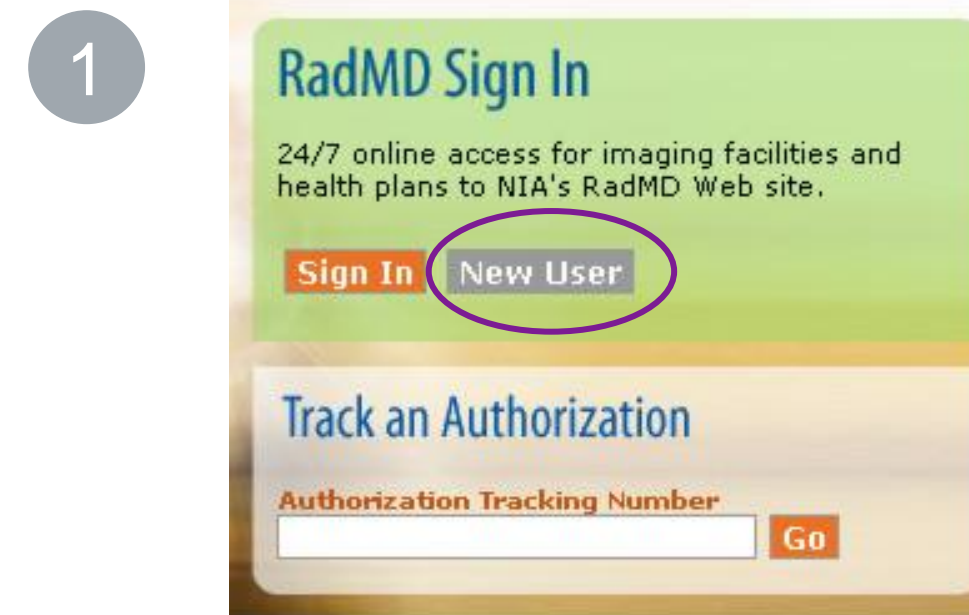 1
RadMD Sign In
24/7 online access for imaging facilities and
health plans to NIA's RadMD Web site.
Sign In New User
Track an Authorization
Authorization Tracking Number
Go